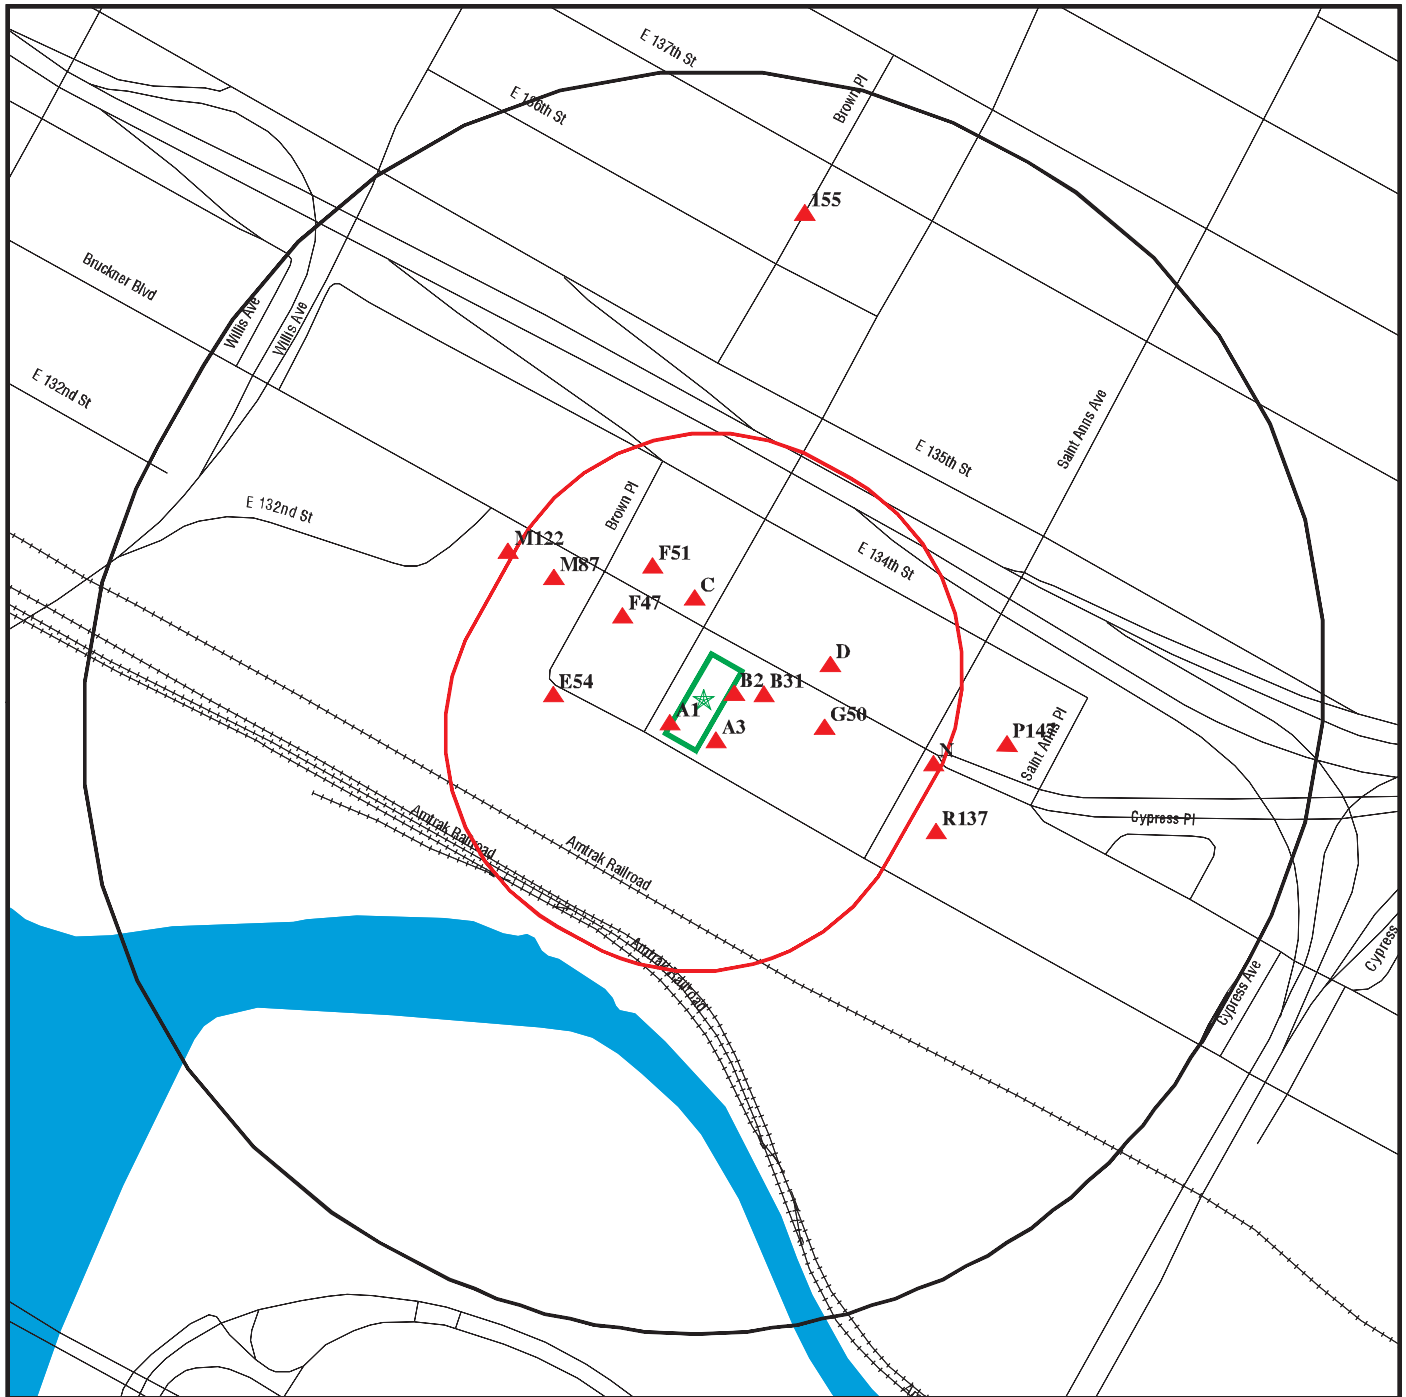 E 137th St
E 136th St
Brown Pl
155
Bruckner Blvd
Willis Ave
Willis Ave
E 132nd St
Saint Anns Ave
E 135th St
E 132nd St
Brown Pl
M122
F51
E 134th St
M87
C
F47
D
E54
B2
B31
A1
A3
G50
N
Saint Anns Pl
R137
Cypress Pl
Amtrak Railroad
Amtrak Railroad
Amtrak Railroad
Cypress
Cypress Ave